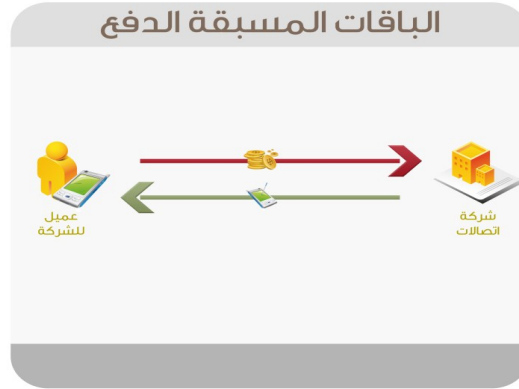 الباقات المسبقة الدفع
عميل
للشركة
شركة
اتصالات